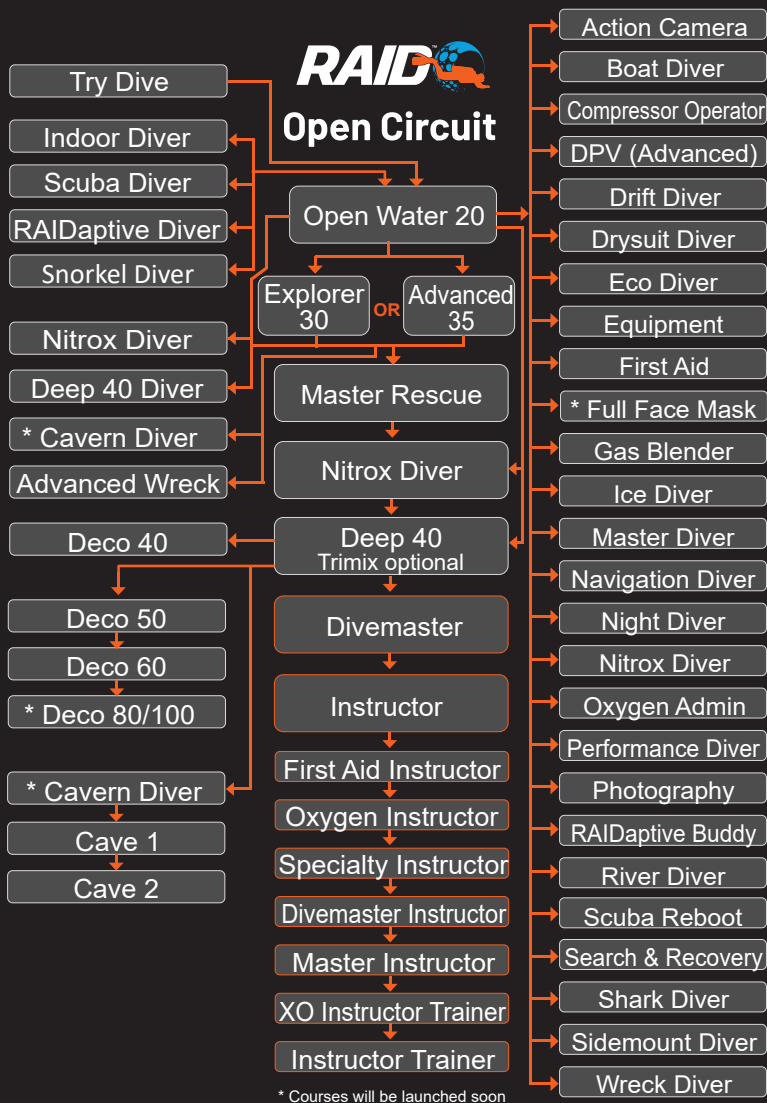 RAID™
Open Circuit
Try Dive
Indoor Diver
Scuba Diver
RAIDaptive Diver
Snorkel Diver
Nitrox Diver
Deep 40 Diver
* Cavern Diver
Advanced Wreck
Deco 40
Deco 50
Deco 60
* Deco 80/100
* Cavern Diver
Cave 1
Cave 2
Open Water 20
Explorer
30
OR
Advanced
35
Master Rescue
Nitrox Diver
Deep 40
Trimix optional
Divemaster
Instructor
First Aid Instructor
Oxygen Instructor
Specialty Instructor
Divemaster Instructor
Master Instructor
XO Instructor Trainer
Instructor Trainer
* Courses will be launched soon
Action Camera
Boat Diver
Compressor Operator
DPV (Advanced)
Drift Diver
Drysuit Diver
Eco Diver
Equipment
First Aid
* Full Face Mask
Gas Blender
Ice Diver
Master Diver
Navigation Diver
Night Diver
Nitrox Diver
Oxygen Admin
Performance Diver
Photography
RAIDaptive Buddy
River Diver
Scuba Reboot
Search & Recovery
Shark Diver
Sidemount Diver
Wreck Diver